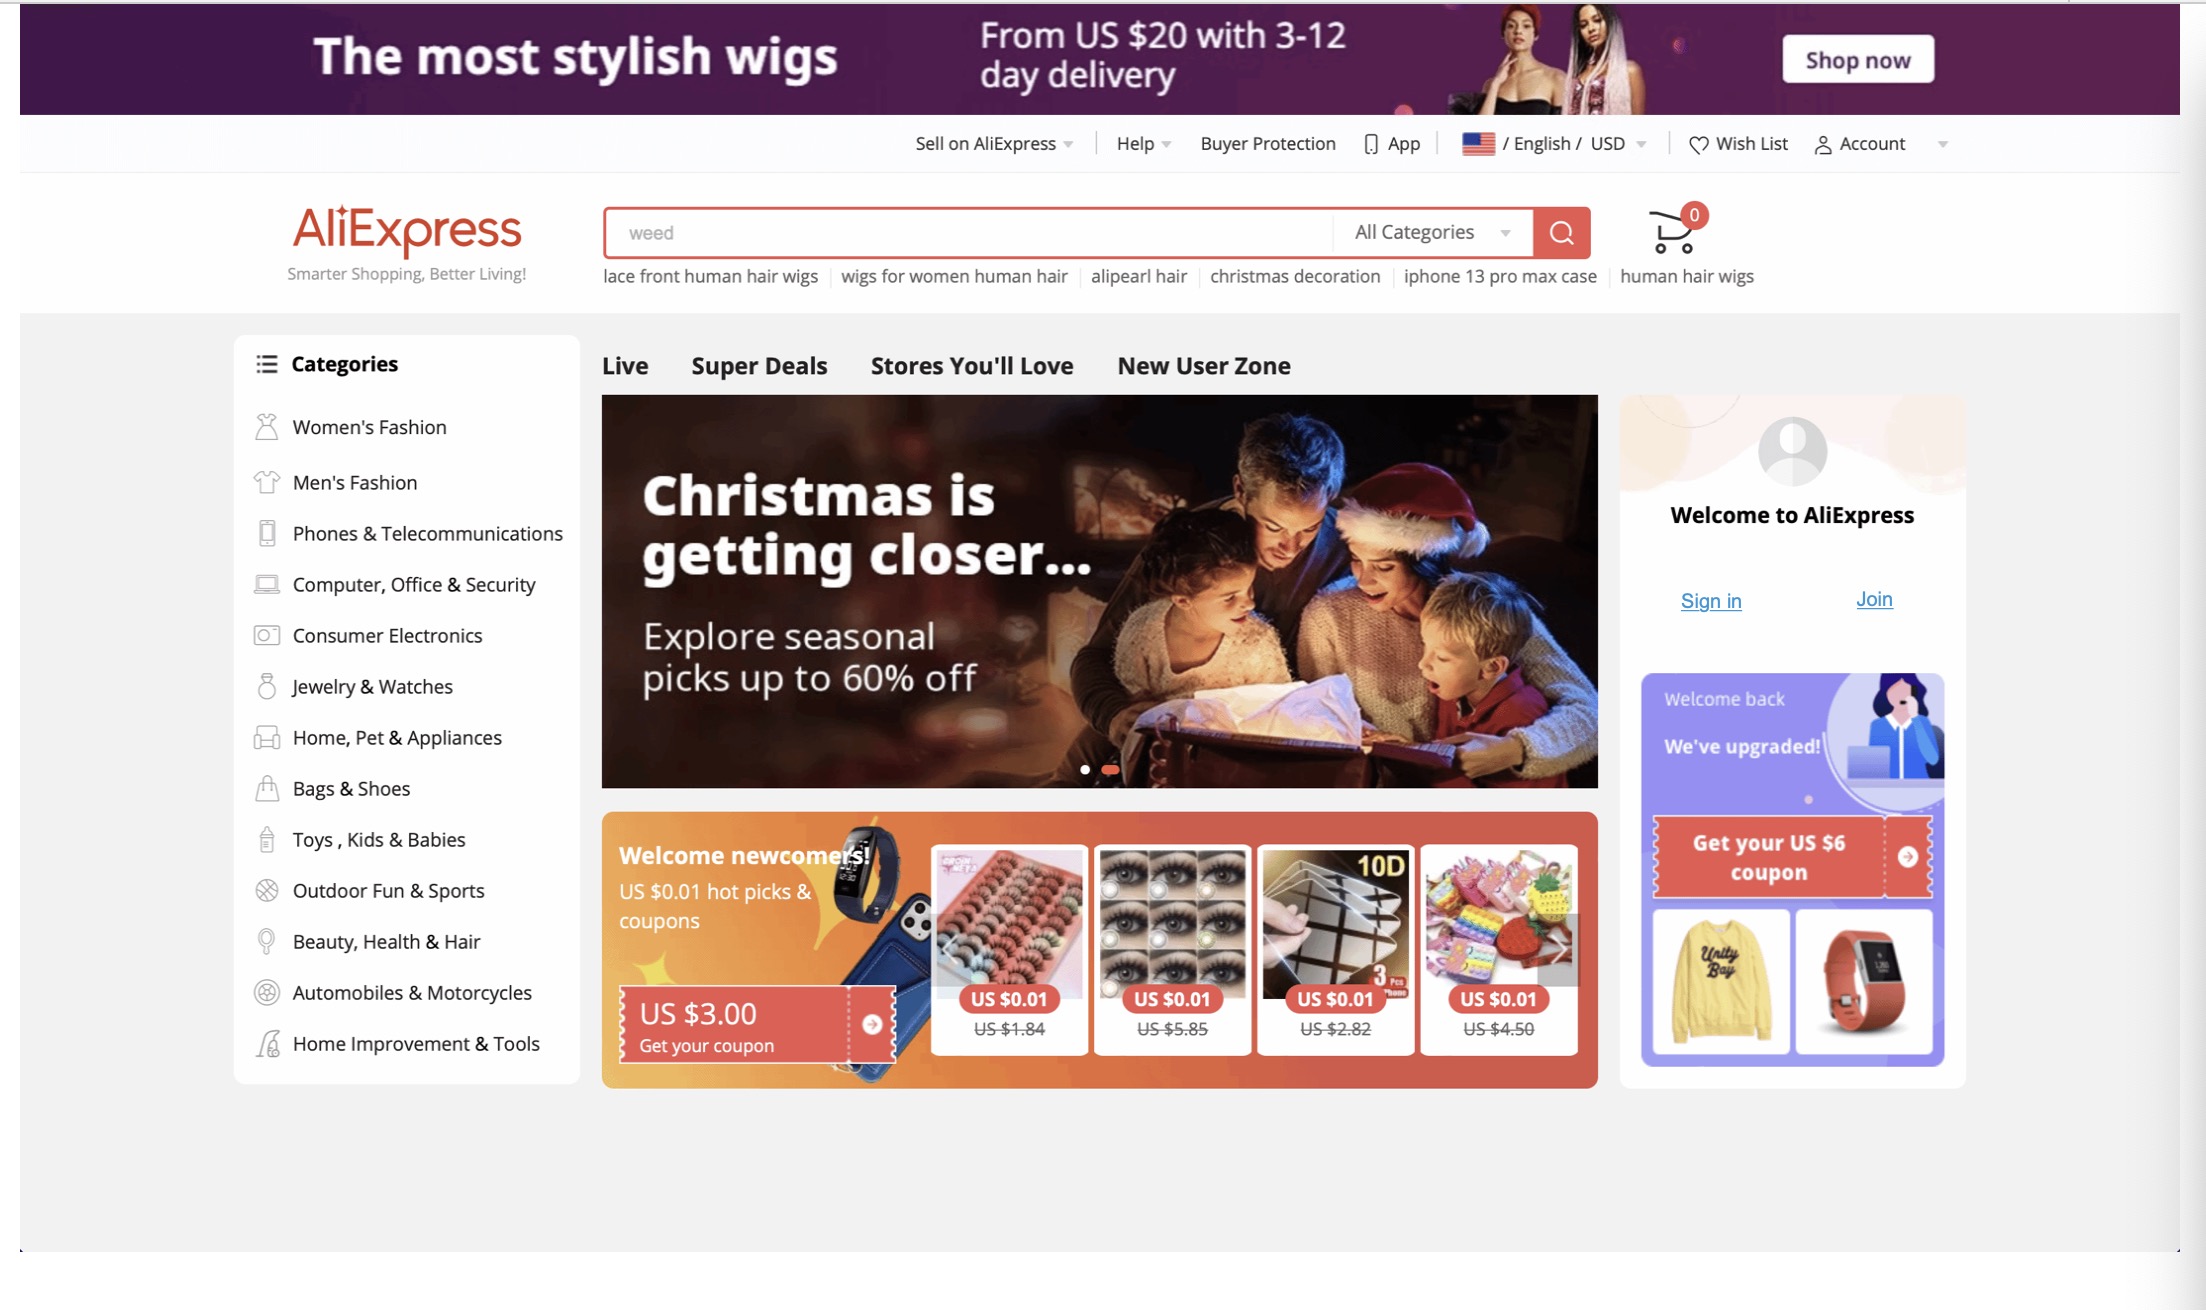 The most stylish wigs
From US $20 with 3-12
day delivery
Shop now
Sell on AliExpress
Help
Buyer Protection
App
/ English / USD
Wish List
Account
AliExpress
Smarter Shopping, Better Living!
weed
All Categories
0
lace front human hair wigs
wigs for women human hair
alipearl hair
christmas decoration
iphone 13 pro max case
human hair wigs
Categories
Women's Fashion
Men's Fashion
Phones & Telecommunications
Computer, Office & Security
Consumer Electronics
Jewelry & Watches
Home, Pet & Appliances
Bags & Shoes
Toys , Kids & Babies
Outdoor Fun & Sports
Beauty, Health & Hair
Automobiles & Motorcycles
Home Improvement & Tools
Live
Super Deals
Stores You'll Love
New User Zone
Christmas is
getting closer...
Explore seasonal
picks up to 60% off
Welcome newcomers!
US $0.01 hot picks &
coupons
US $3.00
Get your coupon
US $0.01
US $1.84
US $0.01
US $5.85
10D
3 Pcs
US $0.01
US $2.82
US $0.01
US $4.50
Welcome to AliExpress
Sign in
Join
Welcome back
We've upgraded!
Get your US $6
coupon
Unity
Bay